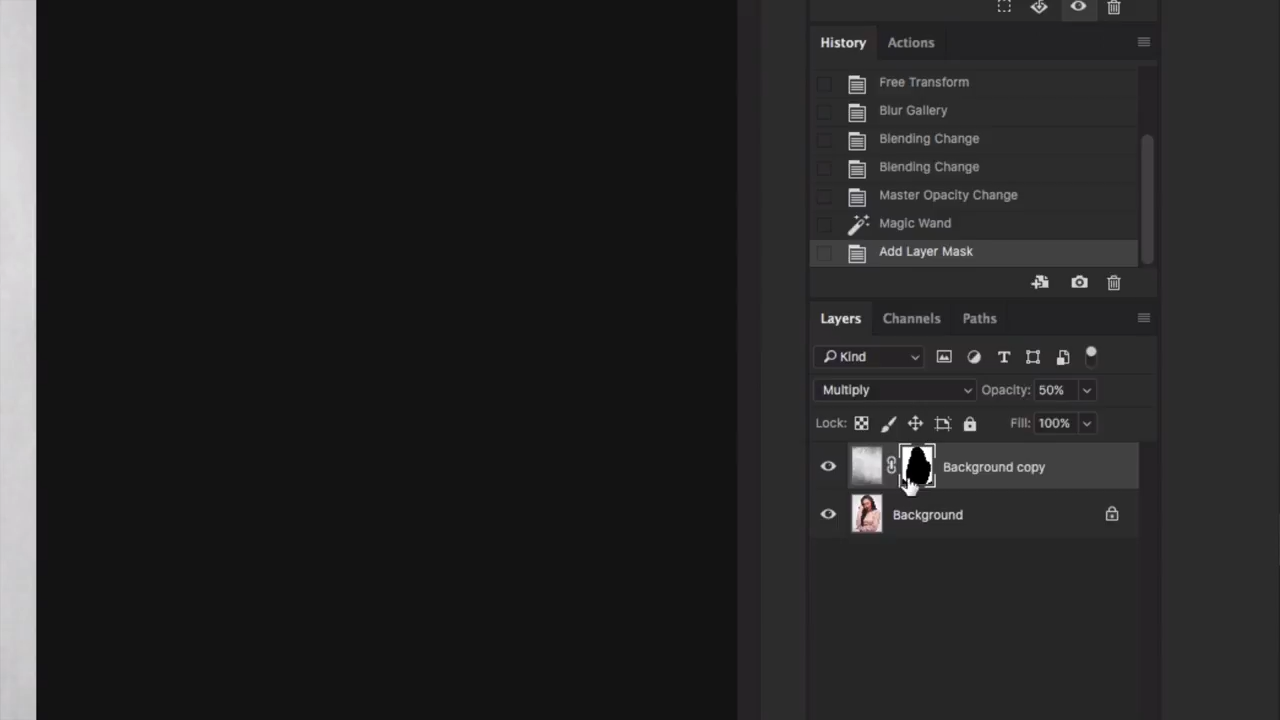 History Actions
Free Transform
Blur Gallery
Blending Change
Blending Change
Master Opacity Change
Magic Wand
Add Layer Mask
Layers Channels Paths
Kind
Multiply Opacity: 50%
Lock: Fill: 100%
Background copy
Background